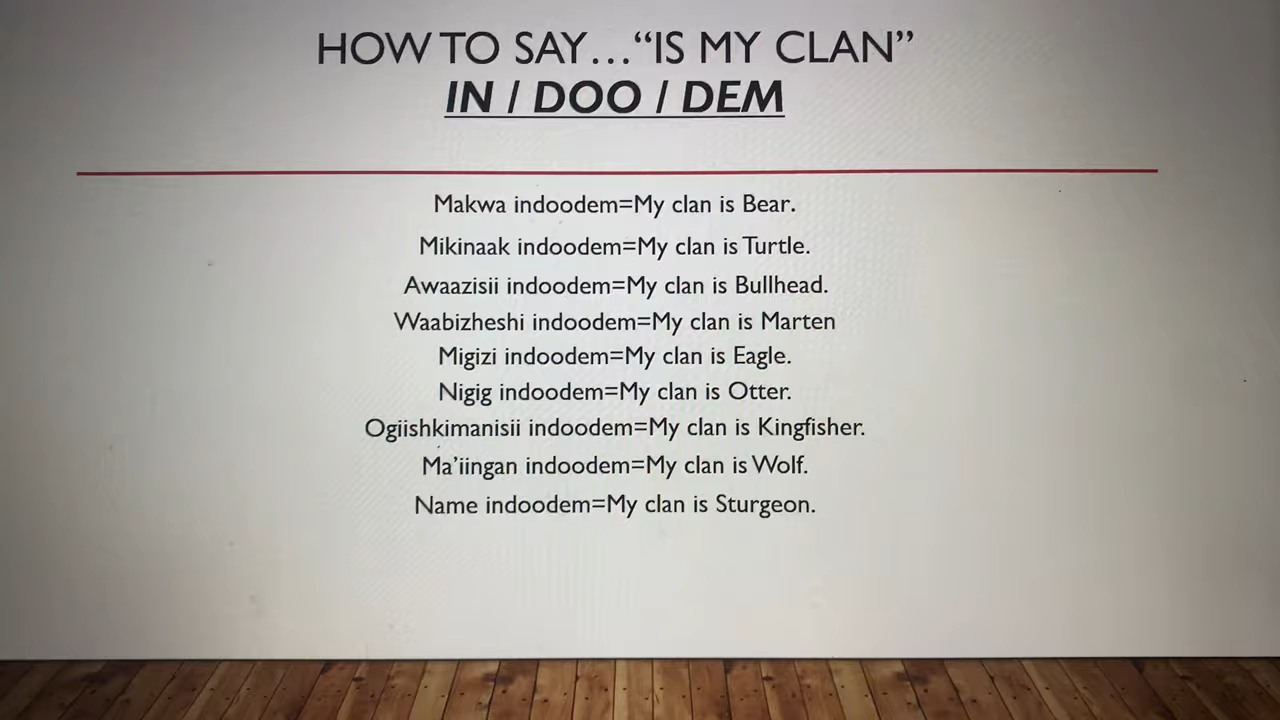 HOW TO SAY…“IS MY CLAN”
IN / DOO / DEM
Makwa indoodem=My clan is Bear.
Mikinaak indoodem=My clan is Turtle.
Awaazisii indoodem=My clan is Bullhead.
Waabizheshi indoodem=My clan is Marten
Migizi indoodem=My clan is Eagle.
Nigig indoodem=My clan is Otter.
Ogiishkimanisii indoodem=My clan is Kingfisher.
Ma’iingan indoodem=My clan is Wolf.
Name indoodem=My clan is Sturgeon.